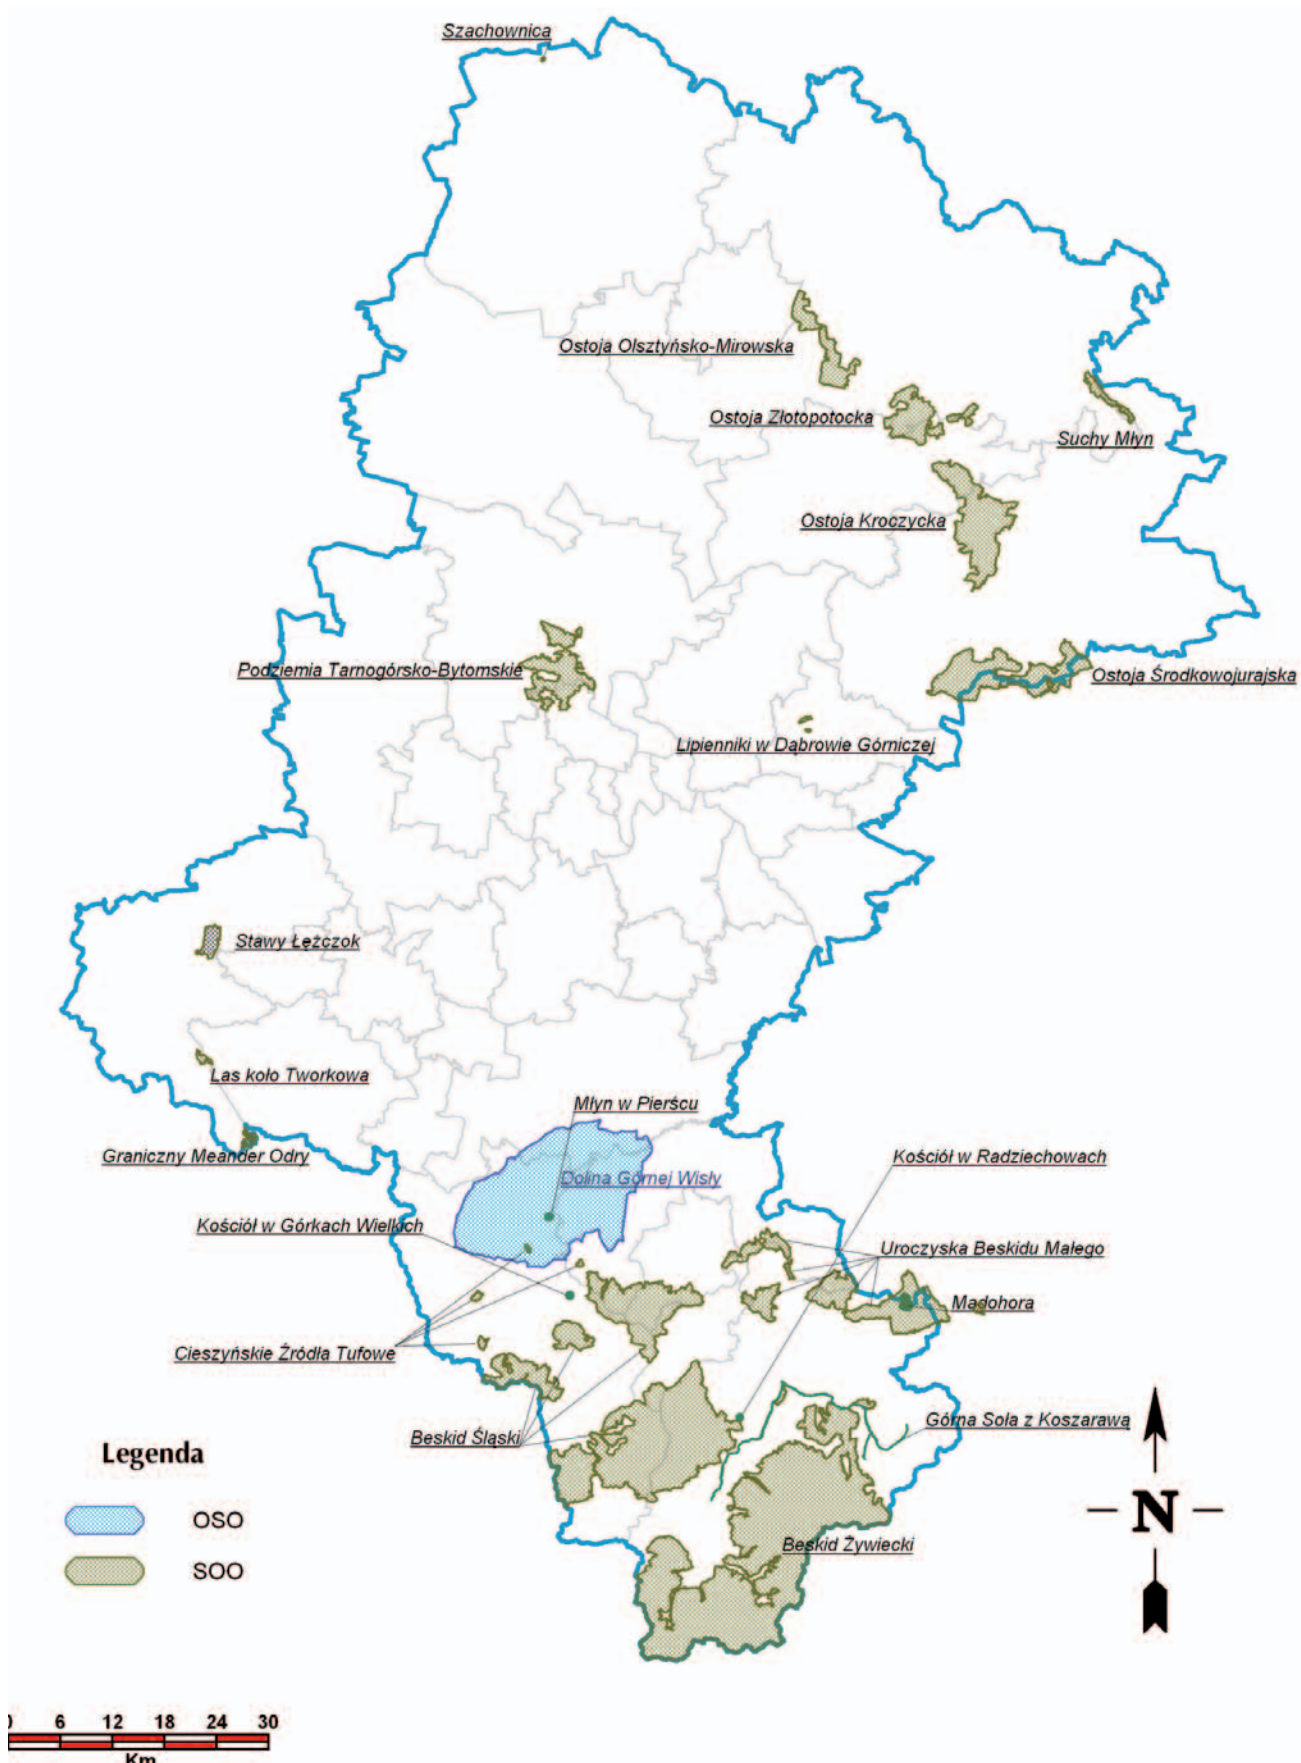 Szachownica
Ostoja Olsztyńsko-Mirowska
Ostoja Złotopotocka
Suchy Młyn
Ostoja Kroczycka
Podziemia Tarnogórsko-Bytomskie
Ostoja Środkowojurajska
Lipienniki w Dąbrowie Górniczej
Stawy Łężczok
Las koło Tworkowa
Młyn w Pierścu
Graniczny Meander Odry
Kościół w Radziechowach
Dolina Górnej Wisły
Kościół w Górkach Wielkich
Uroczyska Beskidu Małego
Madohora
Cieszyńskie Źródła Tufowe
Górna Soła z Koszarawą
Beskid Śląski
Legenda
OSO
N
Beskid Żywiecki
SOO
0 6 12 18 24 30
Km